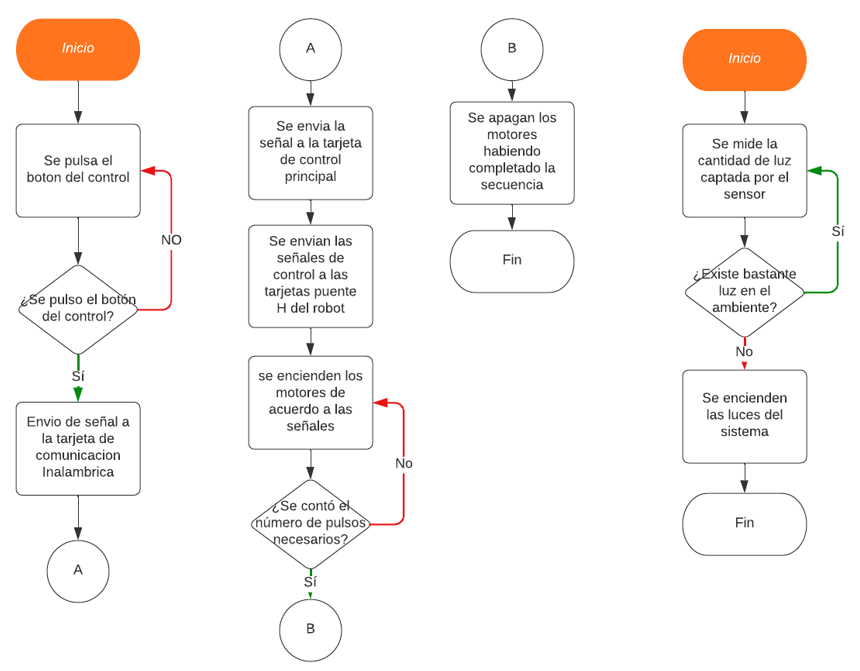 Inicio
Se pulsa el
boton del control
NO
¿Se pulso el botón
del control?
Sí
Envio de señal a
la tarjeta de
comunicacion
Inalambrica
A
A
Se envia la
señal a la tarjeta
de control
principal
Se envian las
señales de
control a las
tarjetas puente
H del robot
se encienden los
motores de
acuerdo a las
señales
No
¿Se contó el
número de pulsos
necesarios?
Sí
B
B
Se apagan los
motores
habiendo
completado la
secuencia
Fin
Inicio
Se mide la
cantidad de luz
captada por el
sensor
Sí
¿Existe bastante
luz en el
ambiente?
No
Se encienden
las luces del
sistema
Fin